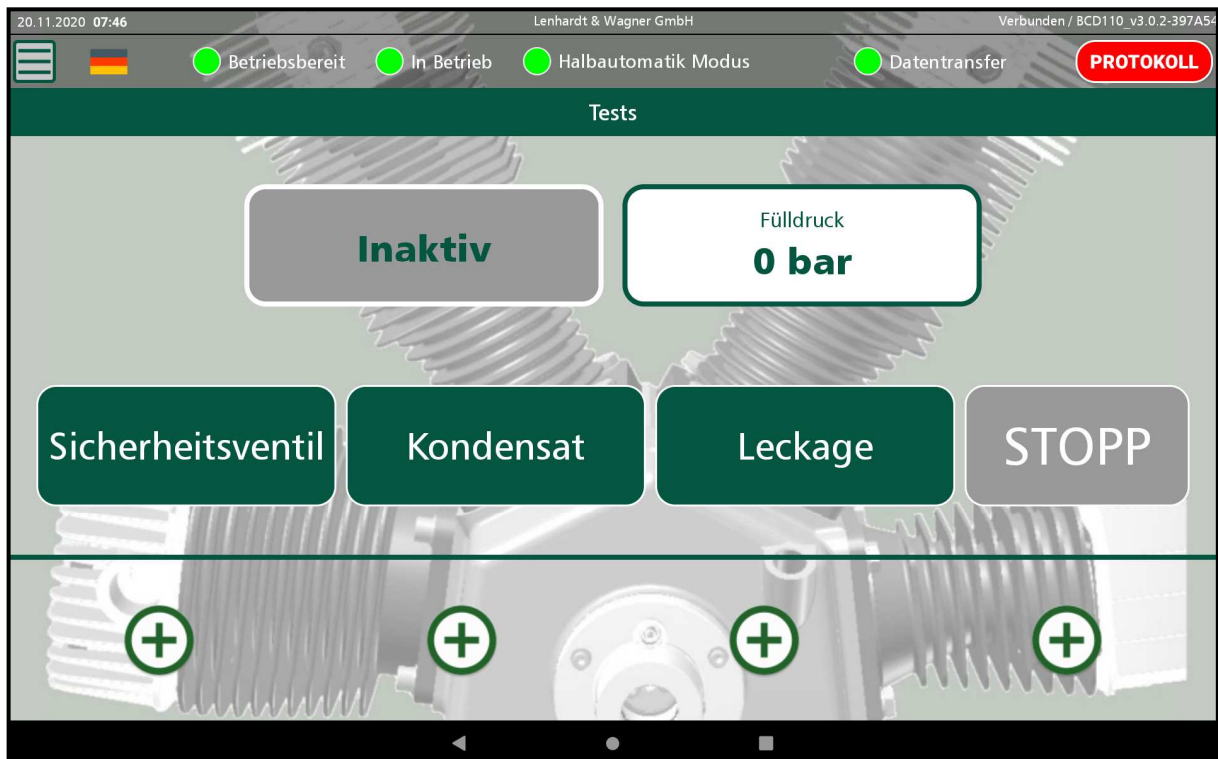 20.11.2020 07:46 Lenhardt & Wagner GmbH Verbunden / BCD110_v3.0.2-397A54
Betriebsbereit In Betrieb Halbautomatik Modus Datentransfer PROTOKOLL
Tests
Inaktiv
Fülldruck
0 bar
Sicherheitsventil Kondensat Leckage STOPP